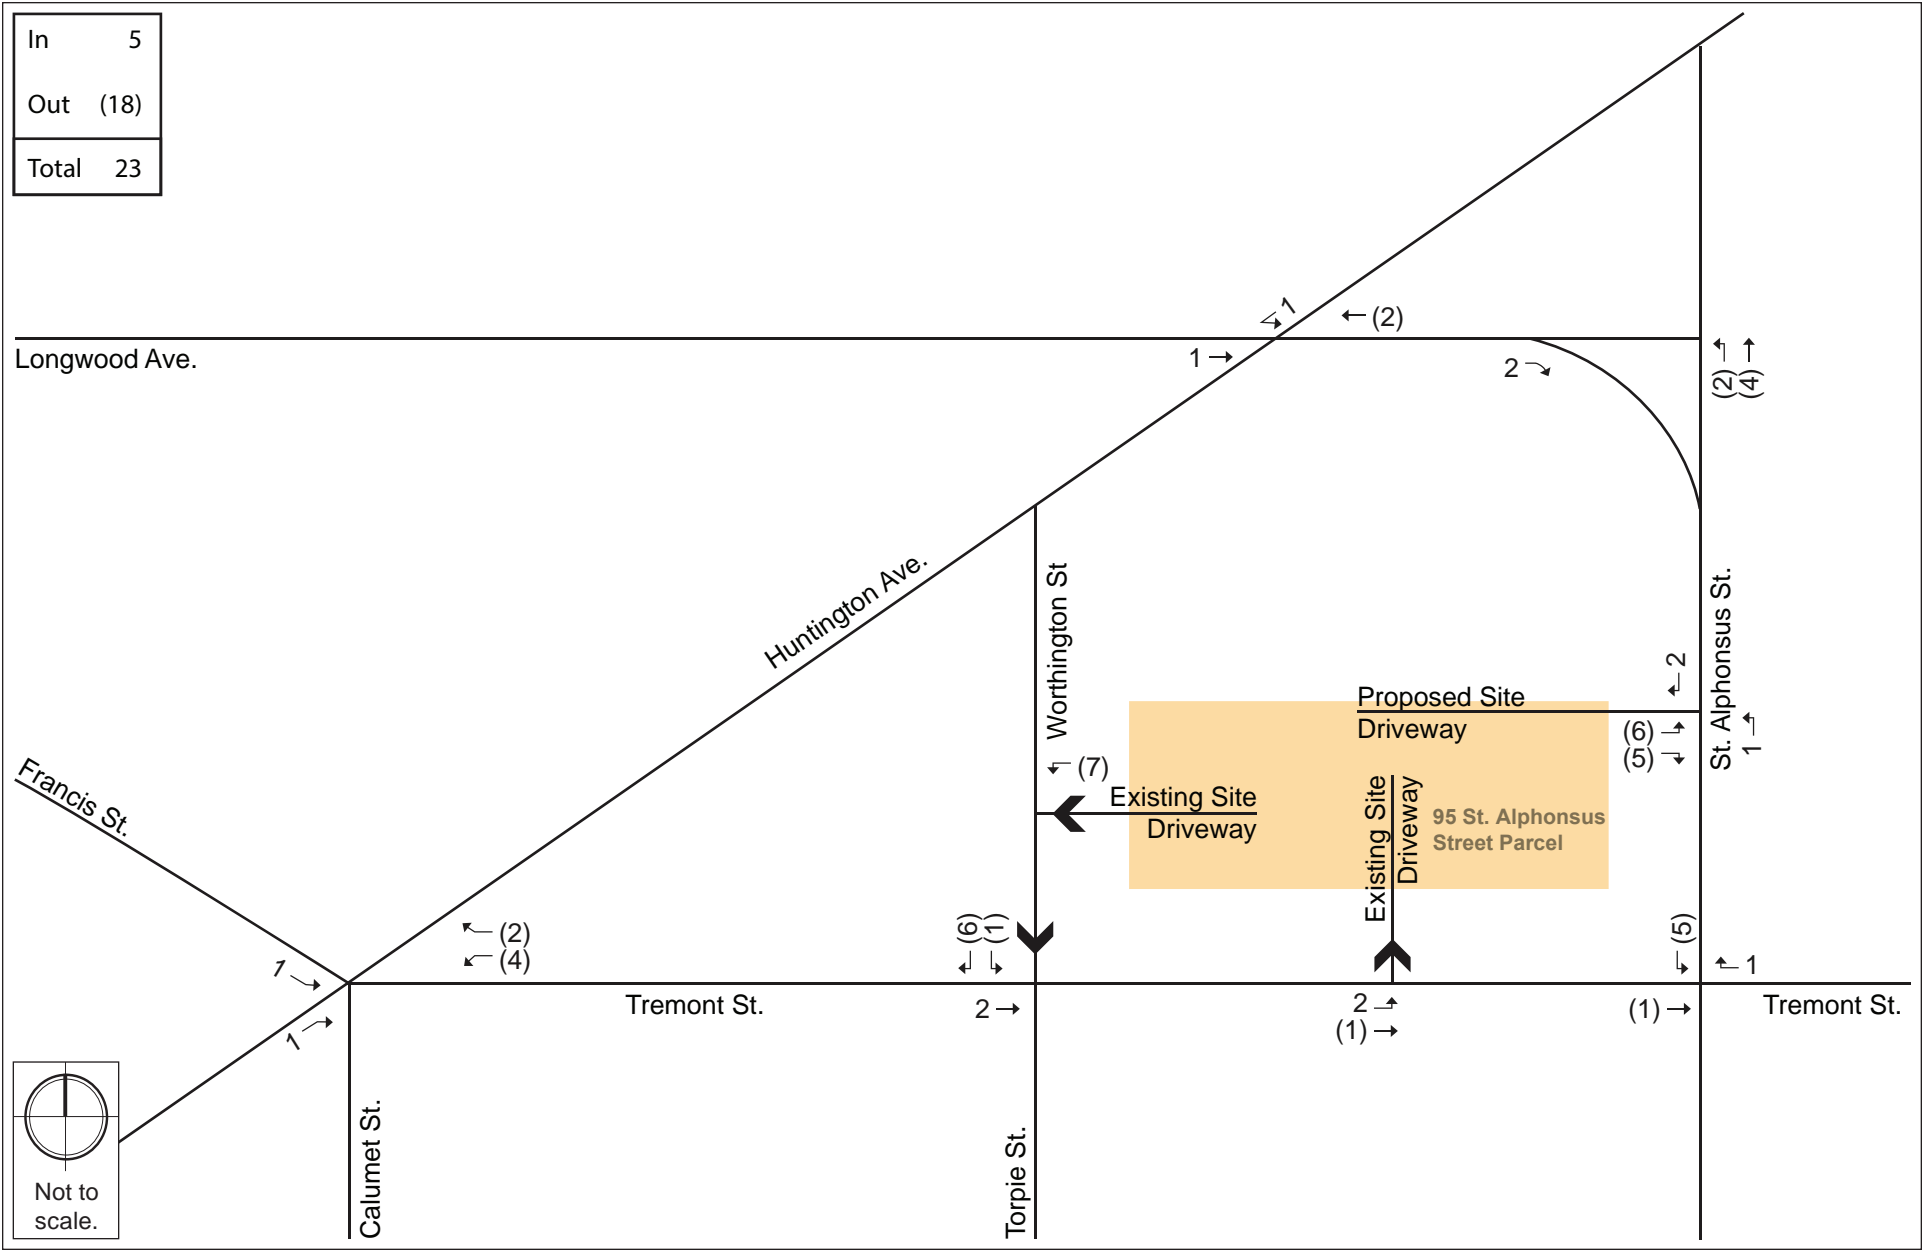 In 5
Out (18)
Total 23
1
(2)
Longwood Ave.
1
2
(2)
(4)
Huntington Ave.
Worthington St
St. Alphonsus St.
2
Proposed Site
Driveway
(6)
(5)
1
Francis St.
(7)
Existing Site
Driveway
Existing Site
Driveway
95 St. Alphonsus
Street Parcel
(2)
(4)
(6)
(1)
(5)
1
1
1
Tremont St.
2
2
(1)
(1)
Tremont St.
Calumet St.
Torpie St.
Not to
scale.